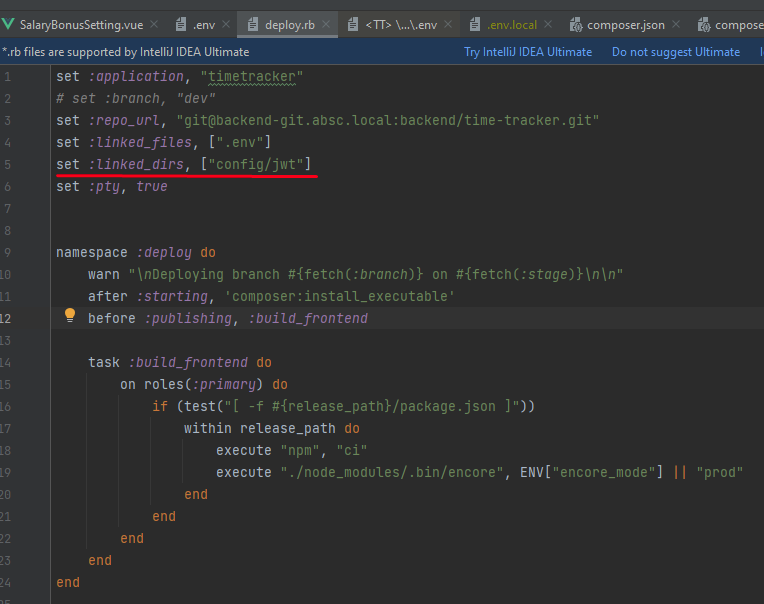 SalaryBonusSetting.vue × .env × deploy.rb × <TT> \...\.env × .env.local × composer.json × compose
*.rb files are supported by IntelliJ IDEA Ultimate Try IntelliJ IDEA Ultimate Do not suggest Ultimate
1 set :application, "timetracker"
2 # set :branch, "dev"
3 set :repo_url, "git@backend-git.absc.local:backend/time-tracker.git"
4 set :linked_files, [".env"]
5 set :linked_dirs, ["config/jwt"]
6 set :pty, true
7
8
9 namespace :deploy do
10 warn "\nDeploying branch #{fetch(:branch)} on #{fetch(:stage)}\n\n"
11 after :starting, 'composer:install_executable'
12 before :publishing, :build_frontend
13
14 task :build_frontend do
15 on roles(:primary) do
16 if (test("[ -f #{release_path}/package.json ]"))
17 within release_path do
18 execute "npm", "ci"
19 execute "./node_modules/.bin/encore", ENV["encore_mode"] || "prod"
20 end
21 end
22 end
23 end
24 end
25